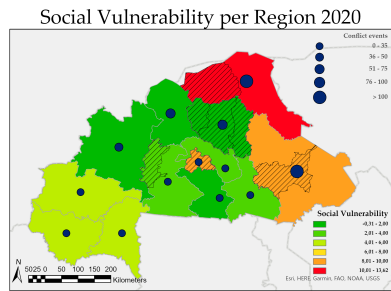 Social Vulnerability per Region 2020
Conflict events
0 - 35
36 - 50
51 - 75
76 - 100
> 100
Social Vulnerability
-0,31 - 2,00
2,01 - 4,00
4,01 - 6,00
6,01 - 8,00
8,01 - 10,00
10,01 - 13,62
N
5025 0 50 100 150 200
Kilometers
Esri, HERE, Garmin, FAO, NOAA, USGS